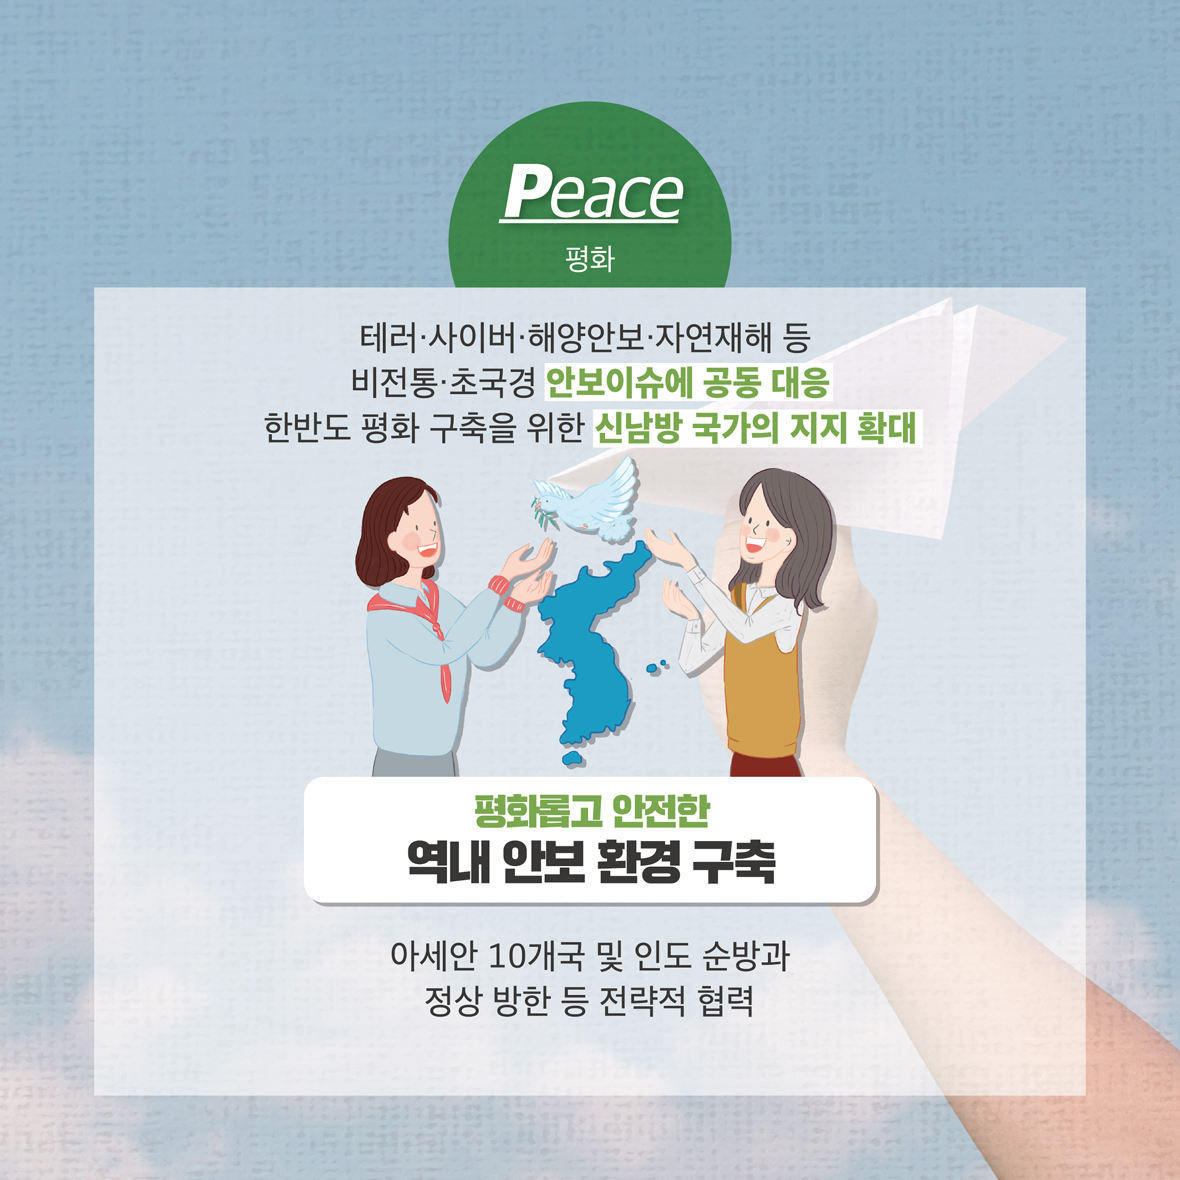 Peace
평화
테러·사이버·해양안보·자연재해 등
비전통·초국경 안보이슈에 공동 대응
한반도 평화 구축을 위한 신남방 국가의 지지 확대
평화롭고 안전한
역내 안보 환경 구축
아세안 10개국 및 인도 순방과
정상 방한 등 전략적 협력